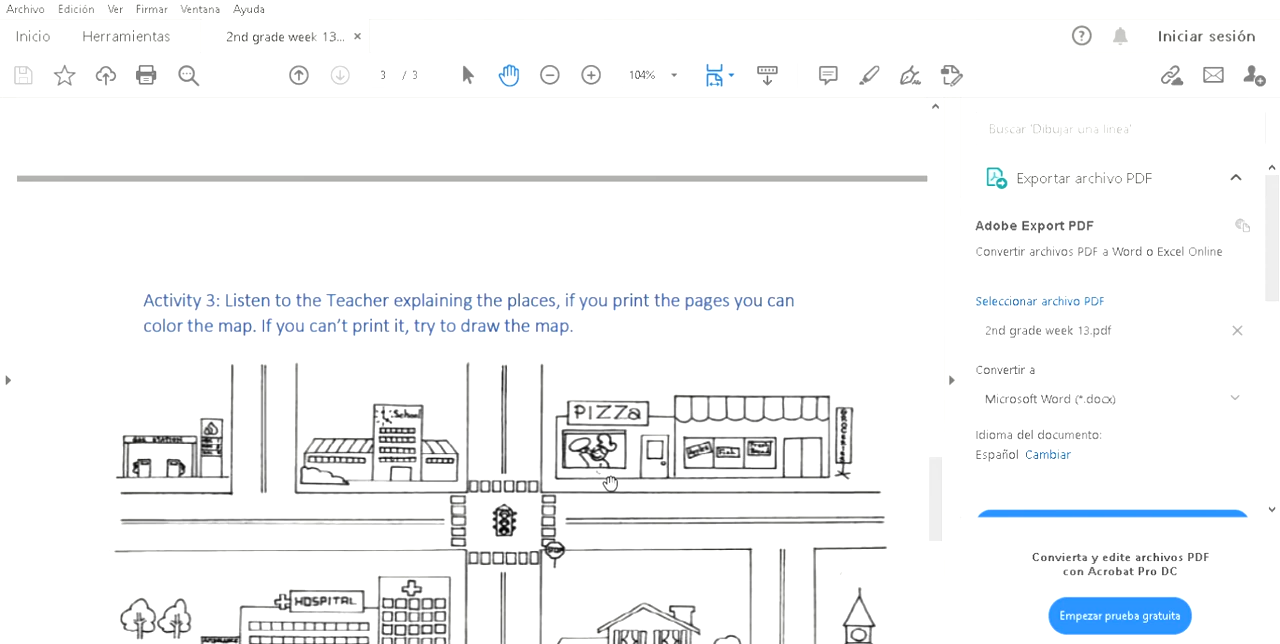 Archivo Edición Ver Firmar Ventana Ayuda
Inicio Herramientas 2nd grade week 13... × Iniciar sesión
3 / 3 104%
Buscar 'Dibujar una línea'
Exportar archivo PDF
Adobe Export PDF
Convertir archivos PDF a Word o Excel Online
Seleccionar archivo PDF
2nd grade week 13.pdf
Convertir a
Microsoft Word (*.docx)
Idioma del documento:
Español Cambiar
Convierta y edite archivos PDF
con Acrobat Pro DC
Empezar prueba gratuita
Activity 3: Listen to the Teacher explaining the places, if you print the pages you can
color the map. If you can't print it, try to draw the map.
GAS STATION
School
PIZZa
HOSPITAL